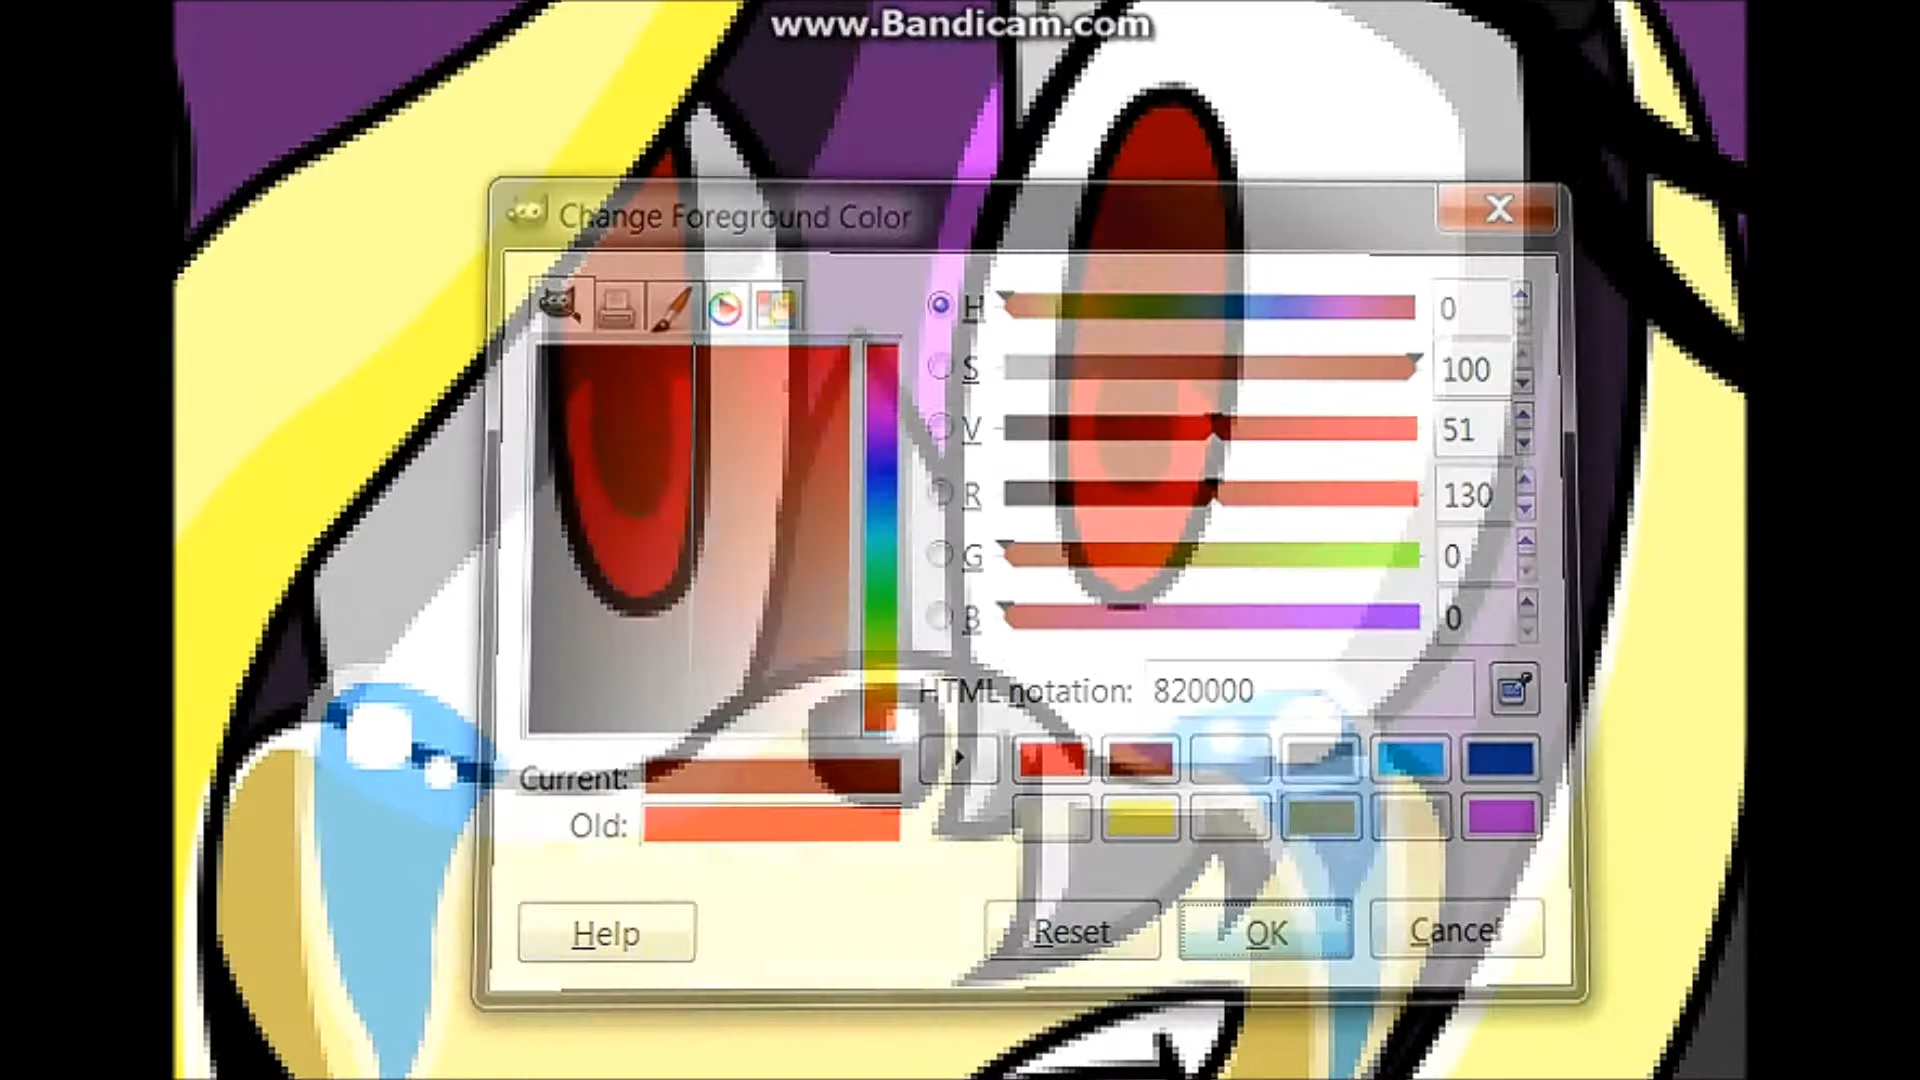 www.Bandicam.com
Change Foreground Color
H 0
S 100
V 51
R 130
G 0
B 0
HTML notation: 820000
Current:
Old:
Help Reset OK Cancel